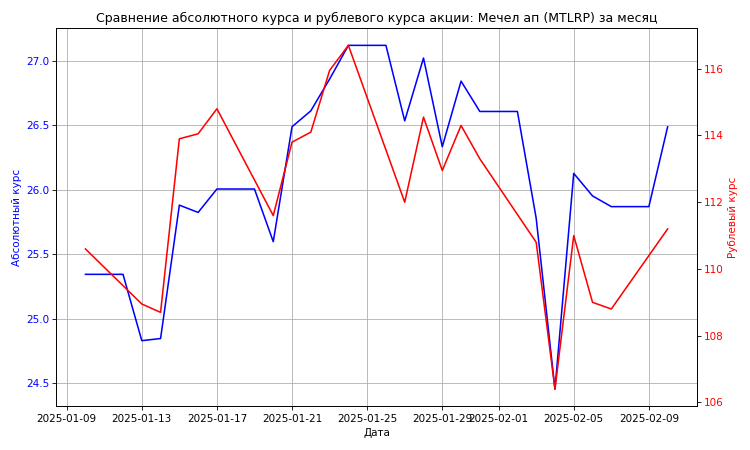 Сравнение абсолютного курса и рублевого курса акции: Мечел ап (MTLRP) за месяц
27.0
26.5
26.0
25.5
25.0
24.5
Абсолютный курс
116
114
112
110
108
106
Рублевый курс
2025-01-09 2025-01-13 2025-01-17 2025-01-21 2025-01-25 2025-01-29 2025-02-01 2025-02-05 2025-02-09
Дата